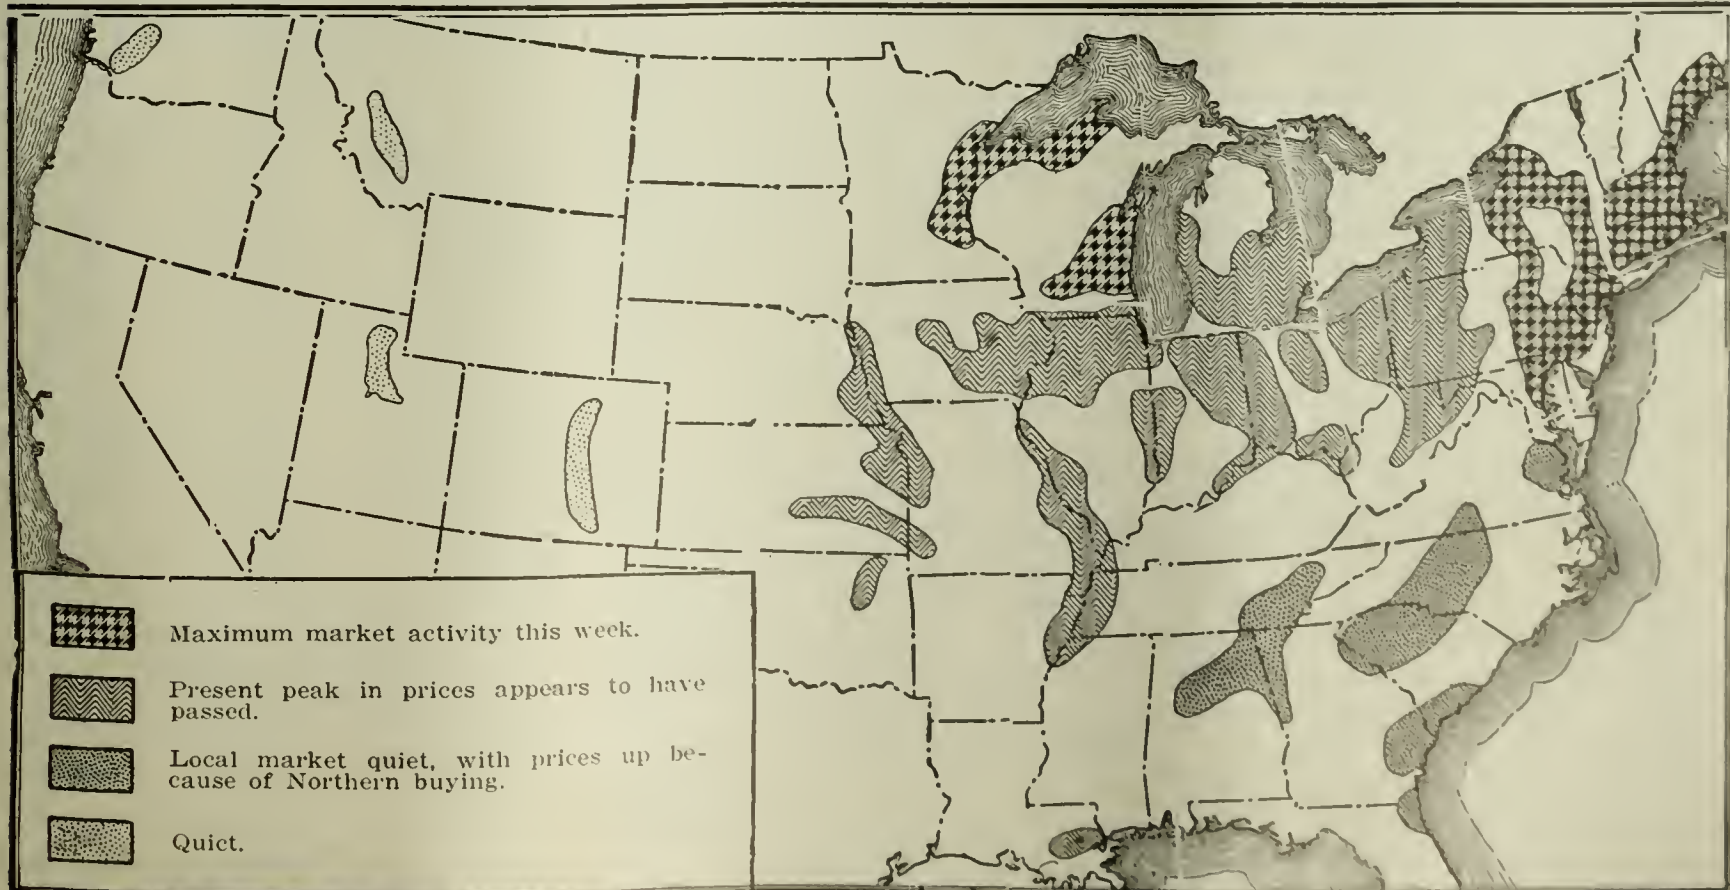 Maximum market activity this week.
Present peak in prices appears to have
passed.
Local market quiet, with prices up be-
cause of Northern buying.
Quiet.